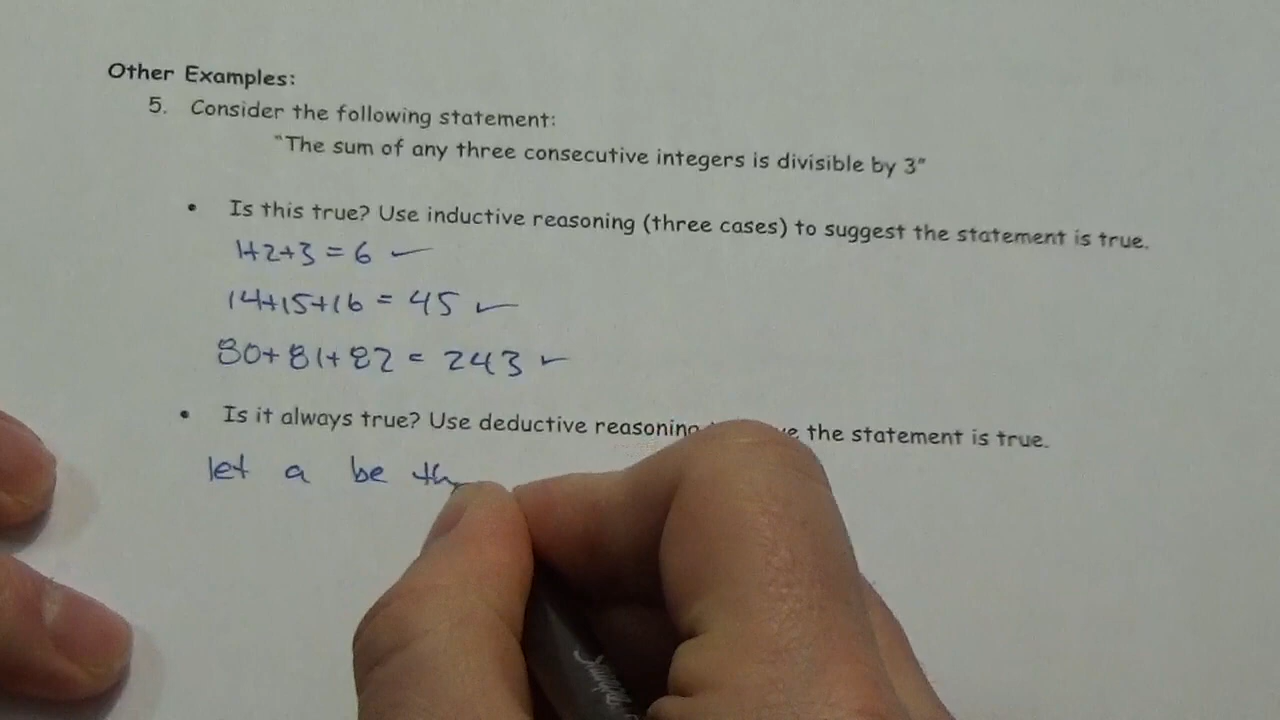 Other Examples:
5. Consider the following statement:
"The sum of any three consecutive integers is divisible by 3"
• Is this true? Use inductive reasoning (three cases) to suggest the statement is true.
1+2+3 = 6 ✓
14+15+16 = 45 ✓
80+81+82 = 243 ✓
• Is it always true? Use deductive reasoning the statement is true.
let a be th